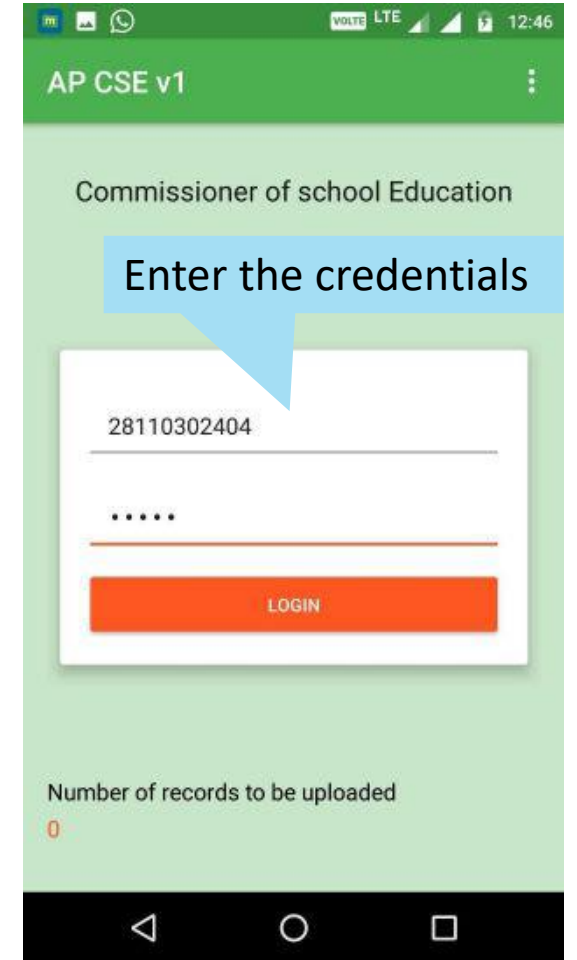 m VOLTE LTE 12:46
AP CSE v1
Commissioner of school Education
Enter the credentials
28110302404
•••••
LOGIN
Number of records to be uploaded
0